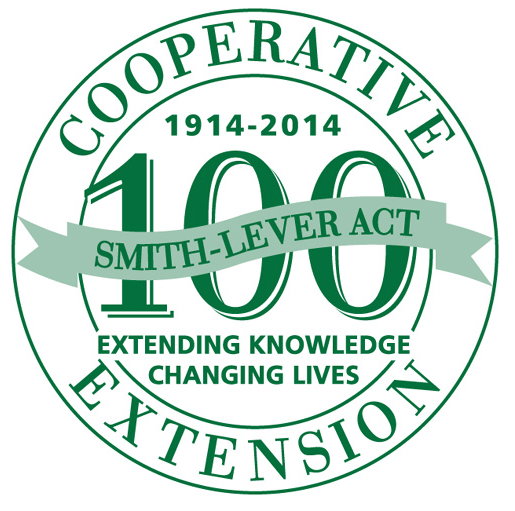 COOPERATIVE
1914-2014
100
SMITH-LEVER ACT
EXTENDING KNOWLEDGE
CHANGING LIVES
EXTENSION